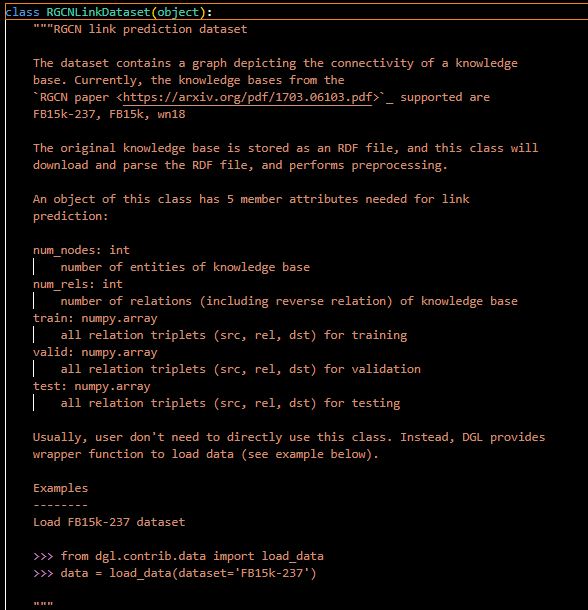 class RGCNLinkDataset(object):
"""RGCN link prediction dataset
The dataset contains a graph depicting the connectivity of a knowledge
base. Currently, the knowledge bases from the
`RGCN paper <https://arxiv.org/pdf/1703.06103.pdf>`_ supported are
FB15k-237, FB15k, wn18
The original knowledge base is stored as an RDF file, and this class will
download and parse the RDF file, and performs preprocessing.
An object of this class has 5 member attributes needed for link
prediction:
num_nodes: int
number of entities of knowledge base
num_rels: int
number of relations (including reverse relation) of knowledge base
train: numpy.array
all relation triplets (src, rel, dst) for training
valid: numpy.array
all relation triplets (src, rel, dst) for validation
test: numpy.array
all relation triplets (src, rel, dst) for testing
Usually, user don't need to directly use this class. Instead, DGL provides
wrapper function to load data (see example below).
Examples
--------
Load FB15k-237 dataset
>>> from dgl.contrib.data import load_data
>>> data = load_data(dataset='FB15k-237')
"""